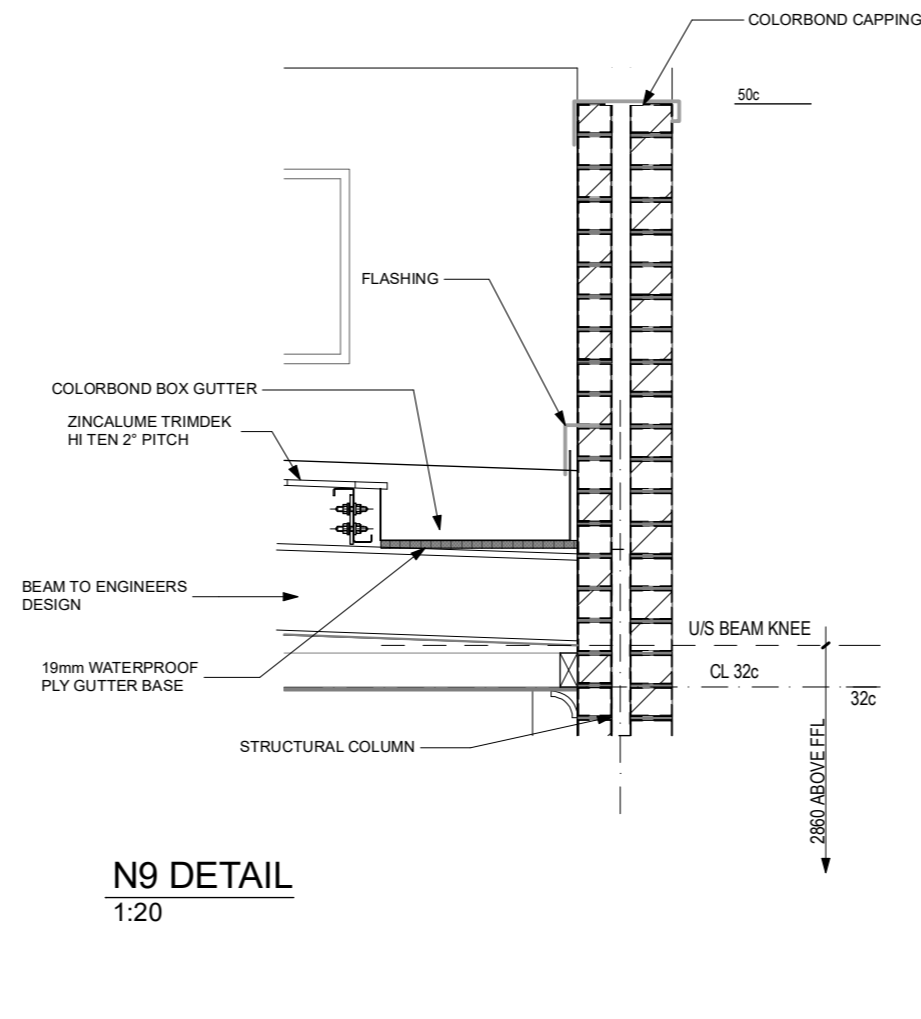 COLORBOND CAPPING
50c
FLASHING
COLORBOND BOX GUTTER
ZINCALUME TRIMDEK
HI TEN 2° PITCH
BEAM TO ENGINEERS
DESIGN
U/S BEAM KNEE
19mm WATERPROOF
PLY GUTTER BASE
CL 32c
32c
STRUCTURAL COLUMN
2860 ABOVE FFL
N9 DETAIL
1:20